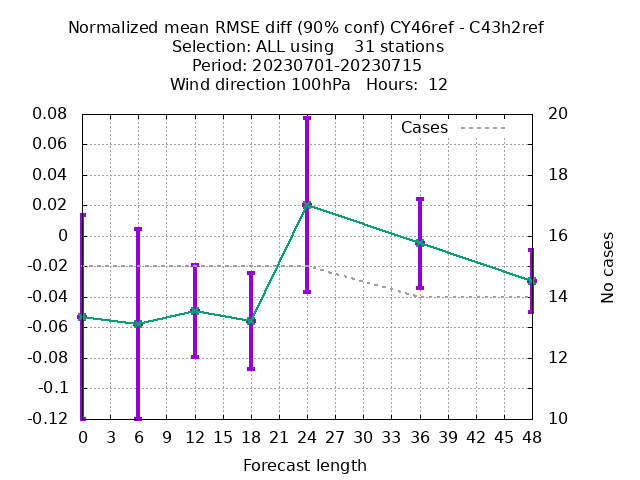 Normalized mean RMSE diff (90% conf) CY46ref - C43h2ref
Selection: ALL using    31 stations
Period: 20230701-20230715
Wind direction 100hPa   Hours:  12
0.08
0.06
0.04
0.02
0
-0.02
-0.04
-0.06
-0.08
-0.1
-0.12
Cases
20
18
16
14
12
10
No cases
0 3 6 9 12 15 18 21 24 27 30 33 36 39 42 45 48
Forecast length